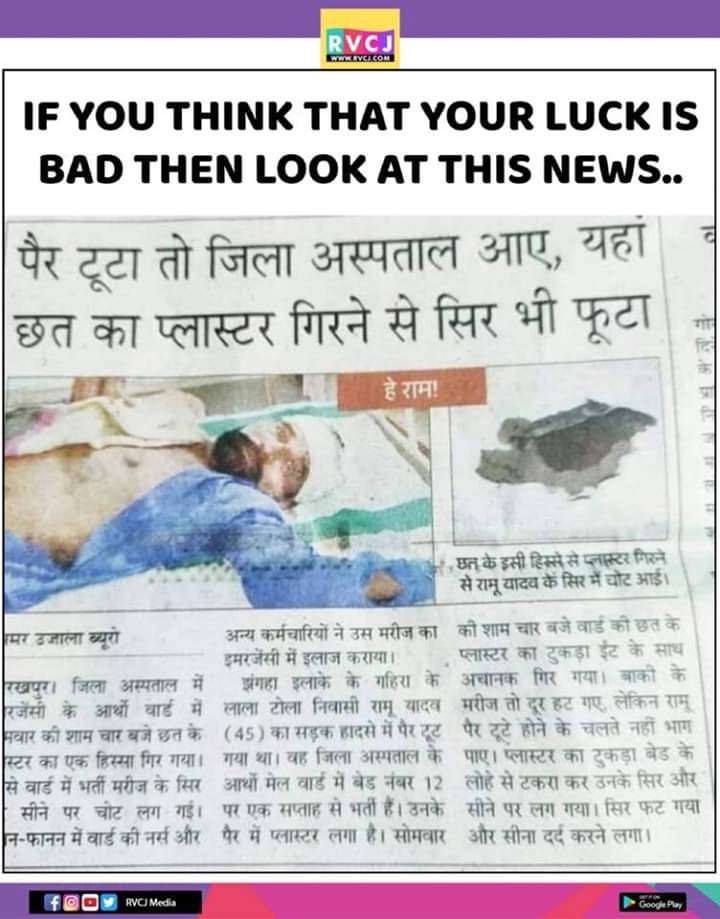 RVCJ
WWW.RVCJ.COM
IF YOU THINK THAT YOUR LUCK IS
BAD THEN LOOK AT THIS NEWS..
पैर टूटा तो जिला अस्पताल आए, यहां
छत का प्लास्टर गिरने से सिर भी फूटा
हे राम!
छत के इसी हिस्से से प्लास्टर गिरने
से रामू यादव के सिर में चोट आई।
मर उजाला ब्यूरो
रखपुर। जिला अस्पताल में
रजेंसी के आर्थो वार्ड में
मवार की शाम चार बजे छत के
स्टर का एक हिस्सा गिर गया।
से वार्ड में भर्ती मरीज के सिर
सीने पर चोट लग गई।
न-फानन में वार्ड की नर्स और
अन्य कर्मचारियों ने उस मरीज का
इमरजेंसी में इलाज कराया।
झंगहा इलाके के गहिरा के
लाला टोला निवासी रामू यादव
(45) का सड़क हादसे में पैर टूट
गया था। वह जिला अस्पताल के
आर्थो मेल वार्ड में बेड नंबर 12
पर एक सप्ताह से भर्ती हैं। उनके
पैर में प्लास्टर लगा है। सोमवार
की शाम चार बजे वार्ड की छत के
प्लास्टर का टुकड़ा ईंट के साथ
अचानक गिर गया। बाकी के
मरीज तो दूर हट गए, लेकिन रामू
पैर टूटे होने के चलते नहीं भाग
पाए। प्लास्टर का टुकड़ा बेड के
लोहे से टकरा कर उनके सिर और
सीने पर लग गया। सिर फट गया
और सीना दर्द करने लगा।
RVCJ Media
GET IT ON
Google Play